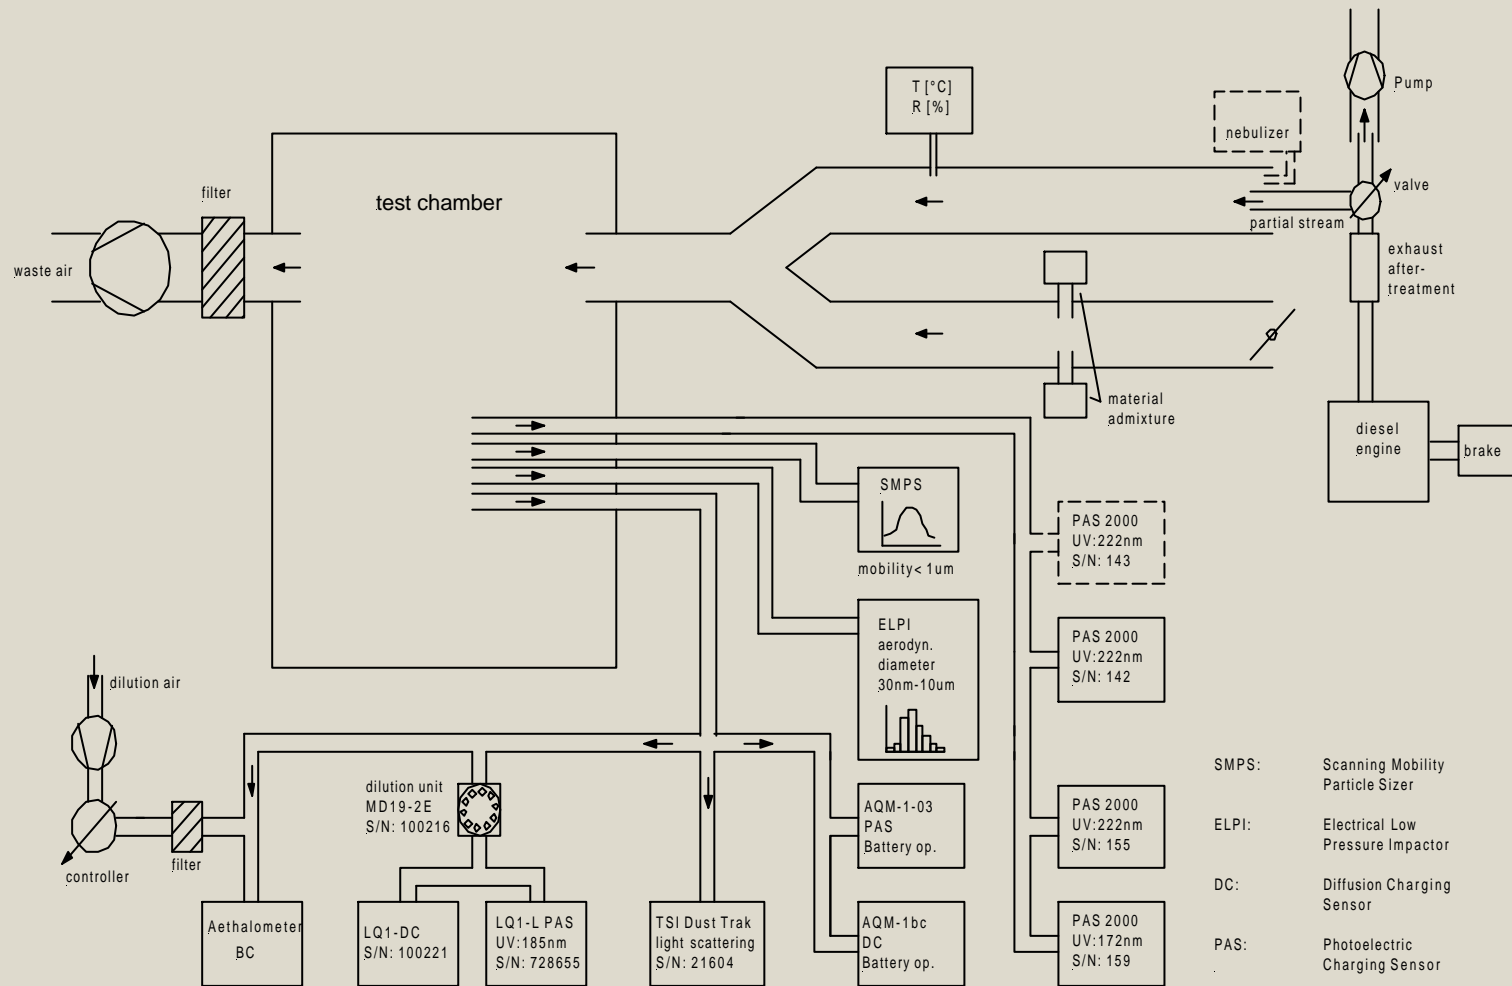 T [°C]
R [%]
Pump
nebulizer
filter
test chamber
valve
partial stream
waste air
exhaust
after-
treatment
material
admixture
diesel
engine
brake
SMPS
mobility< 1um
PAS 2000
UV:222nm
S/N: 143
ELPI
aerodyn.
diameter
30nm-10um
PAS 2000
UV:222nm
S/N: 142
dilution air
dilution unit
MD19-2E
S/N: 100216
controller
filter
AQM-1-03
PAS
Battery op.
PAS 2000
UV:222nm
S/N: 155
SMPS: Scanning Mobility
Particle Sizer
ELPI: Electrical Low
Pressure Impactor
DC: Diffusion Charging
Sensor
PAS: Photoelectric
Charging Sensor
Aethalometer
BC
LQ1-DC
S/N: 100221
LQ1-L PAS
UV:185nm
S/N: 728655
TSI Dust Trak
light scattering
S/N: 21604
AQM-1bc
DC
Battery op.
PAS 2000
UV:172nm
S/N: 159